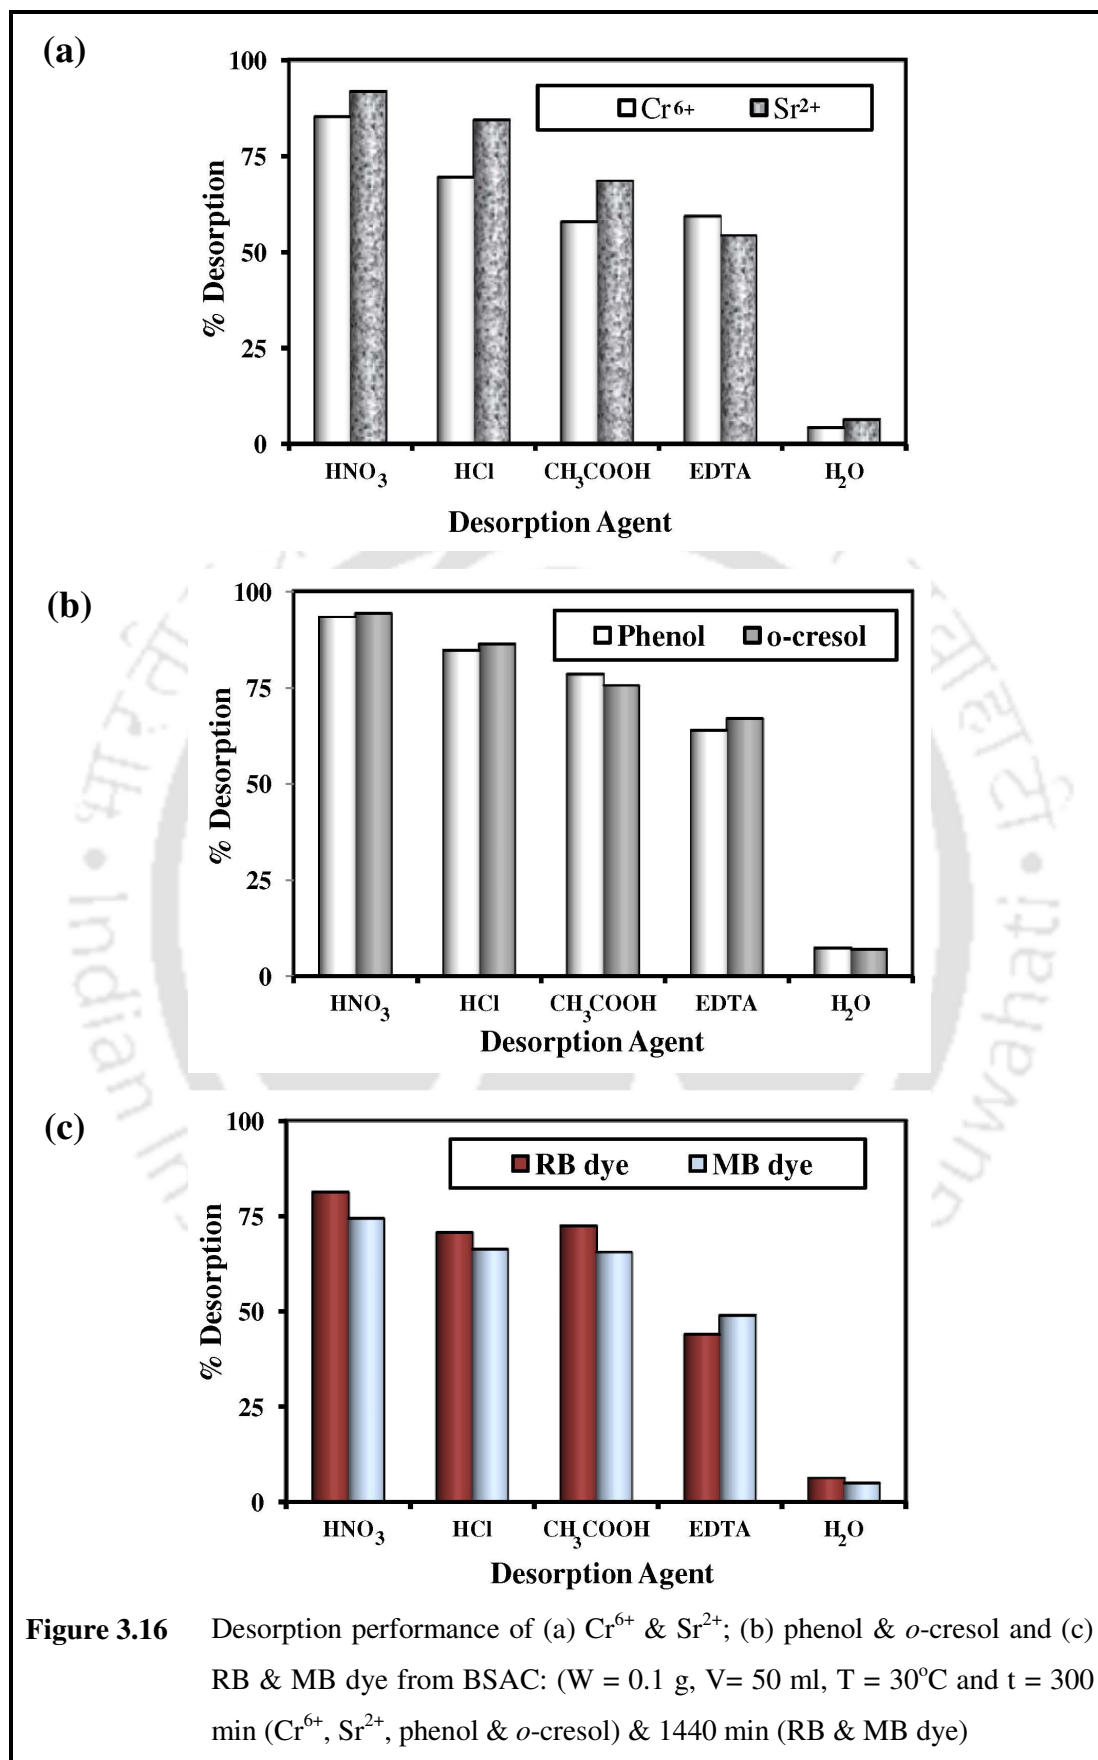 (a)
100
75
50
25
0
% Desorption
Cr⁶⁺ Sr²⁺
HNO₃ HCl CH₃COOH EDTA H₂O
Desorption Agent
(b)
100
75
50
25
0
% Desorption
Phenol o-cresol
HNO₃ HCl CH₃COOH EDTA H₂O
Desorption Agent
(c)
100
75
50
25
0
% Desorption
RB dye MB dye
HNO₃ HCl CH₃COOH EDTA H₂O
Desorption Agent
Figure 3.16 Desorption performance of (a) Cr⁶⁺ & Sr²⁺; (b) phenol & o-cresol and (c)
RB & MB dye from BSAC: (W = 0.1 g, V= 50 ml, T = 30°C and t = 300
min (Cr⁶⁺, Sr²⁺, phenol & o-cresol) & 1440 min (RB & MB dye)
Indian
Guwahati